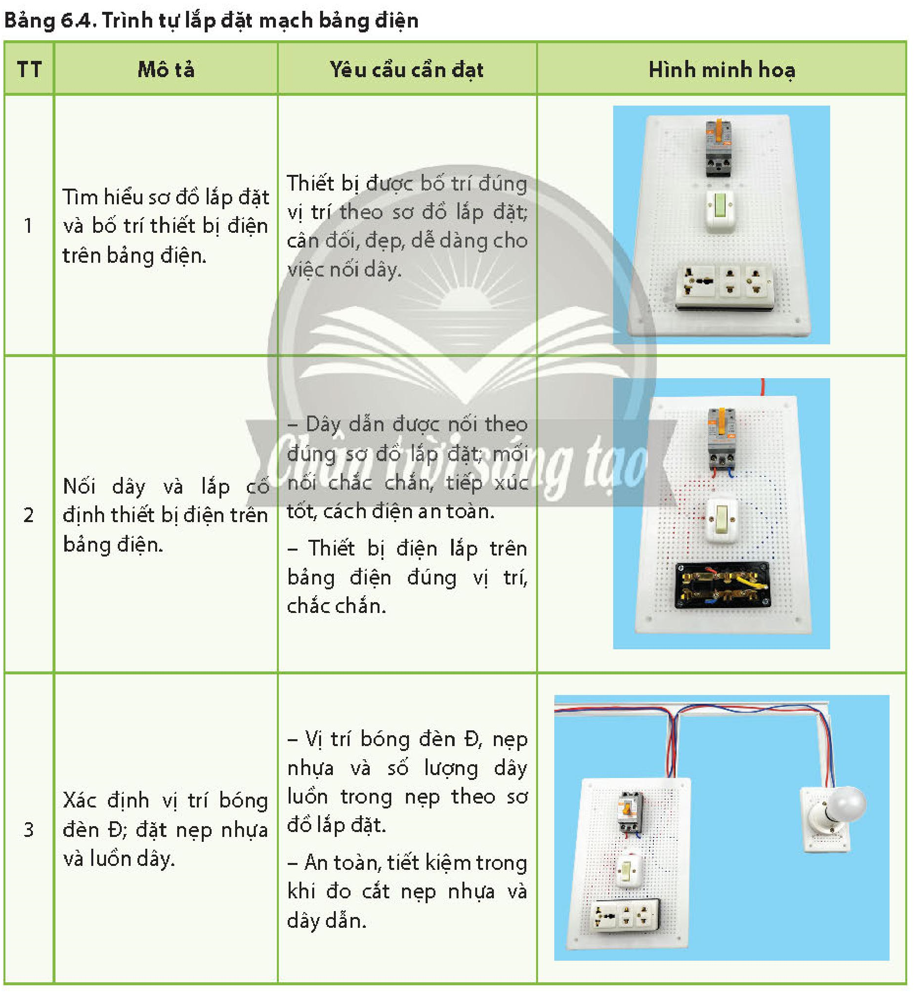 Bảng 6.4. Trình tự lắp đặt mạch bảng điện
TT
Mô tả
Yêu cầu cần đạt
Hình minh hoạ
1
Tìm hiểu sơ đồ lắp đặt
và bố trí thiết bị điện
trên bảng điện.
Thiết bị được bố trí đúng
vị trí theo sơ đồ lắp đặt;
cân đối, đẹp, dễ dàng cho
việc nối dây.
2
Nối dây và lắp cố
định thiết bị điện trên
bảng điện.
– Dây dẫn được nối theo
đúng sơ đồ lắp đặt; mối
nối chắc chắn, tiếp xúc
tốt, cách điện an toàn.
– Thiết bị điện lắp trên
bảng điện đúng vị trí,
chắc chắn.
Chân trời sáng tạo
3
Xác định vị trí bóng
đèn Đ; đặt nẹp nhựa
và luồn dây.
– Vị trí bóng đèn Đ, nẹp
nhựa và số lượng dây
luồn trong nẹp theo sơ
đồ lắp đặt.
– An toàn, tiết kiệm trong
khi đo cắt nẹp nhựa và
dây dẫn.